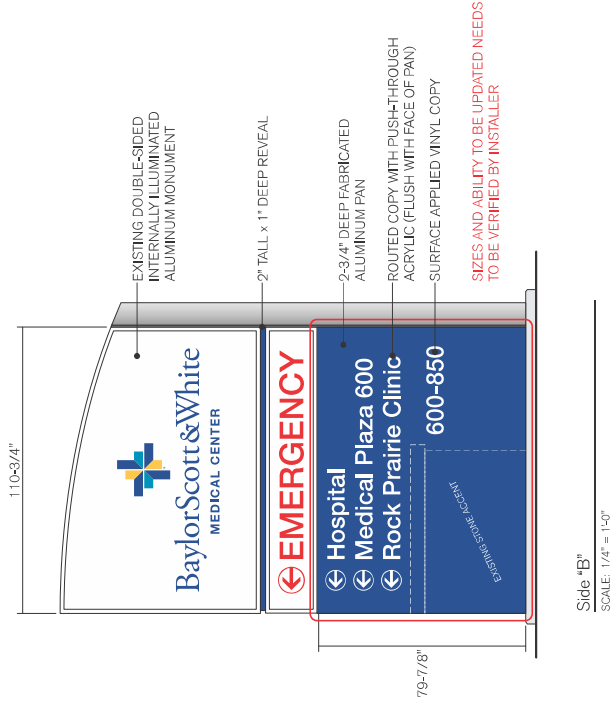 110-3/4"
BaylorScott&White
MEDICAL CENTER
EMERGENCY
Hospital
Medical Plaza 600
Rock Prairie Clinic
600-850
EXISTING STONE ACCENT
79-7/8"
EXISTING DOUBLE-SIDED
INTERNALLY ILLUMINATED
ALUMINUM MONUMENT
2" TALL x 1" DEEP REVEAL
2-3/4" DEEP FABRICATED
ALUMINUM PAN
ROUTED COPY WITH PUSH-THROUGH
ACRYLIC (FLUSH WITH FACE OF PAN)
SURFACE APPLIED VINYL COPY
SIZES AND ABILITY TO BE UPDATED NEEDS
TO BE VERIFIED BY INSTALLER
Side "B"
SCALE: 1/4" = 1'-0"